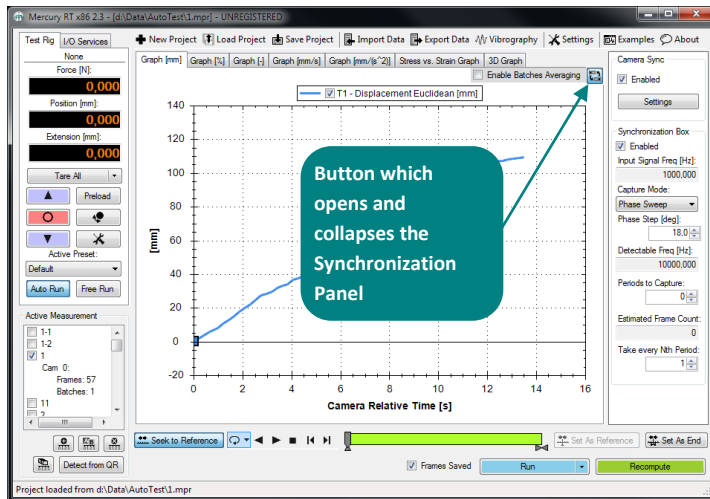 Mercury RT x86 2.3 - [d:\Data\AutoTest\1.mpr] - UNREGISTERED
Test Rig I/O Services
New Project Load Project Save Project Import Data Export Data Vibrography Settings Examples About
None
Force [N]:
0,000
Position [mm]:
0,000
Extension [mm]:
0,000
Tare All
Preload
Active Preset:
Default
Auto Run Free Run
Active Measurement
1-1
1-2
1
Cam 0:
Frames: 57
Batches: 1
11
2
Detect from QR
Graph [mm] Graph [%] Graph [-] Graph [mm/s] Graph [mm/(s^2)] Stress vs. Strain Graph 3D Graph
Enable Batches Averaging
T1 - Displacement Euclidean [mm]
140
120
100
80
60
40
20
0
-20
[mm]
0 2 4 6 8 10 12 14 16
Camera Relative Time [s]
Button which
opens and
collapses the
Synchronization
Panel
Camera Sync
Enabled
Settings
Synchronization Box
Enabled
Input Signal Freq [Hz]:
1000,000
Capture Mode:
Phase Sweep
Phase Step [deg]:
18,0
Detectable Freq [Hz]:
10000,000
Periods to Capture:
0
Estimated Frame Count:
0
Take every Nth Period:
1
Seek to Reference Set As Reference Set As End
Frames Saved Run Recompute
Project loaded from d:\Data\AutoTest\1.mpr